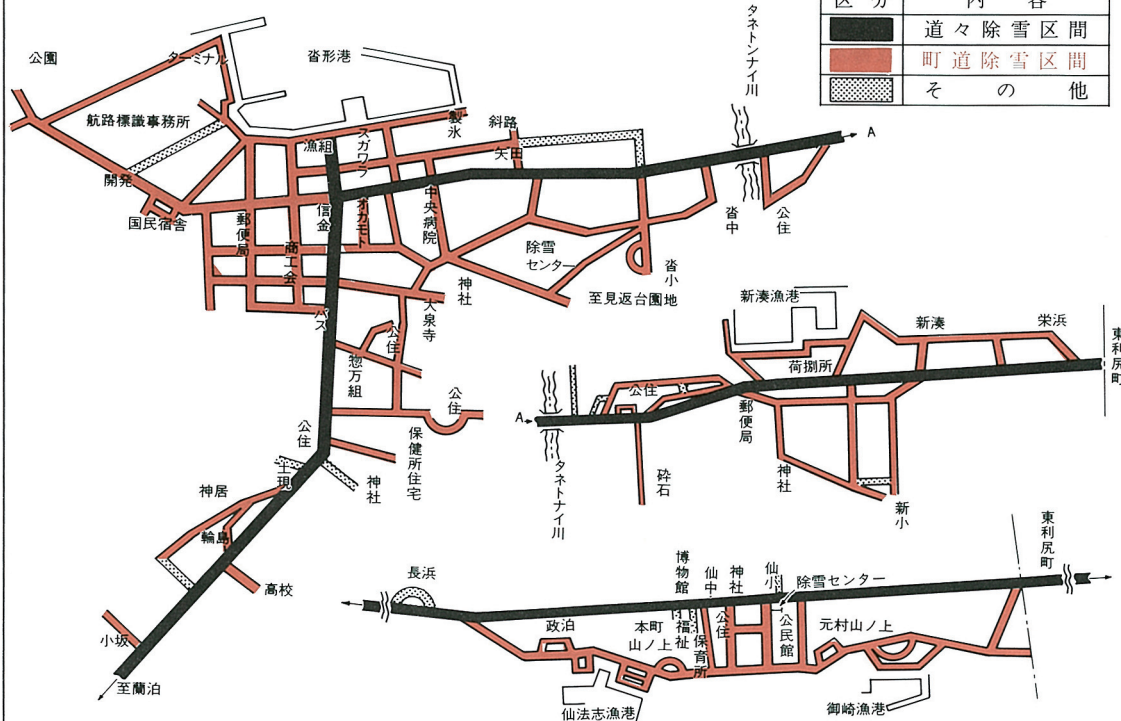 区分 内容
道々除雪区間
町道除雪区間
その他
タネトンナイ川
公園
ターミナル
沓形港
航路標識事務所
漁組
スガワラ
製氷
斜路
矢田
A
開発
国民宿舎
郵便局
商工会
信金
オカモト
中央病院
除雪
センター
沓中
公住
沓小
神社
至見返台園地
大泉寺
バス
公住
惣万組
公住
公住
保健所住宅
土現
神社
神居
輪島
高校
小坂
至蘭泊
新湊漁港
新湊
栄浜
東利尻町
荷捌所
公住
郵便局
A
タネトナイ川
砕石
神社
新小
長浜
博物館
仙中
神社
仙小
除雪センター
東利尻町
政泊
本町
山ノ上
福祉
保育所
公住
公民館
元村山ノ上
仙法志漁港
御崎漁港